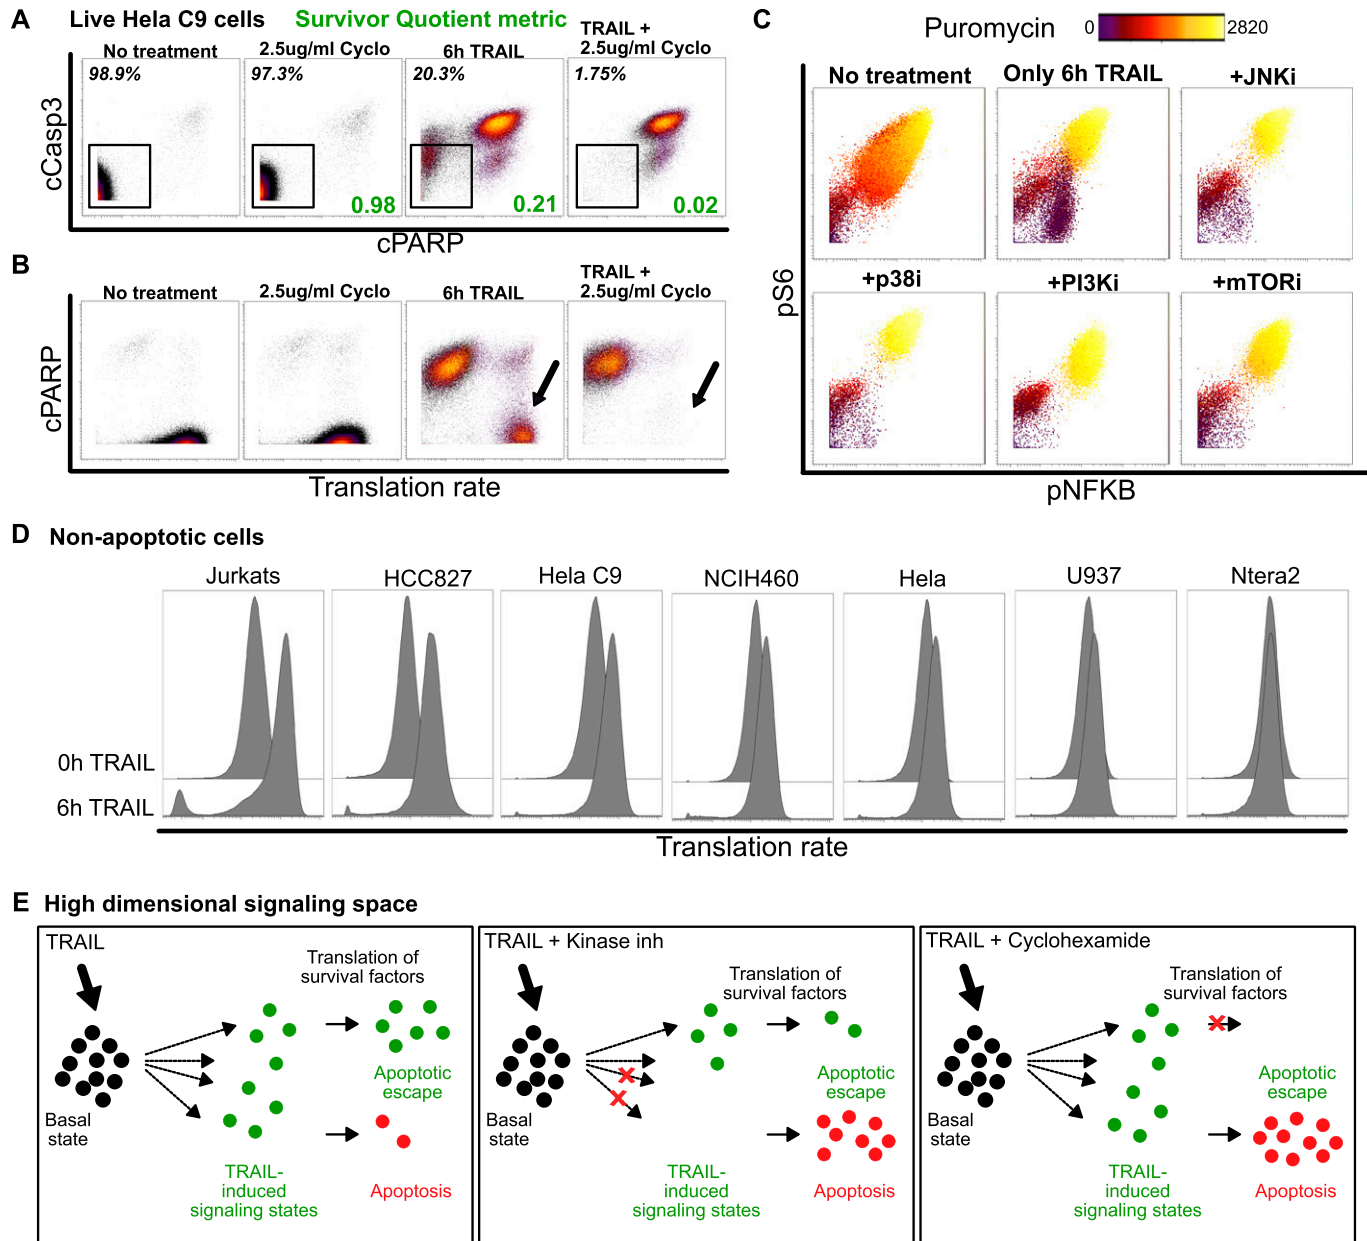 A Live Hela C9 cells Survivor Quotient metric
No treatment
2.5ug/ml Cyclo
6h TRAIL
TRAIL +
2.5ug/ml Cyclo
98.9%
97.3%
20.3%
1.75%
0.98
0.21
0.02
cCasp3
cPARP
B
No treatment
2.5ug/ml Cyclo
6h TRAIL
TRAIL +
2.5ug/ml Cyclo
cPARP
Translation rate
C
Puromycin 0 2820
No treatment
Only 6h TRAIL
+JNKi
+p38i
+PI3Ki
+mTORi
pS6
pNFKB
D Non-apoptotic cells
Jurkats
HCC827
Hela C9
NCIH460
Hela
U937
Ntera2
0h TRAIL
6h TRAIL
Translation rate
E High dimensional signaling space
TRAIL
Translation of
survival factors
Basal
state
Apoptotic
escape
TRAIL-
induced
signaling states
Apoptosis
TRAIL + Kinase inh
Translation of
survival factors
Basal
state
Apoptotic
escape
TRAIL-
induced
signaling states
Apoptosis
TRAIL + Cyclohexamide
Translation of
survival factors
Basal
state
Apoptotic
escape
TRAIL-
induced
signaling states
Apoptosis